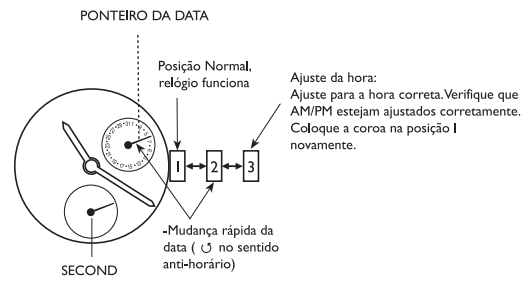 PONTEIRO DA DATA
Posição Normal,
relógio funciona
Ajuste da hora:
Ajuste para a hora correta. Verifique que
AM/PM estejam ajustados corretamente.
Coloque a coroa na posição I
novamente.
1
2
3
-Mudança rápida da
data ( ↺ no sentido
anti-horário)
SECOND